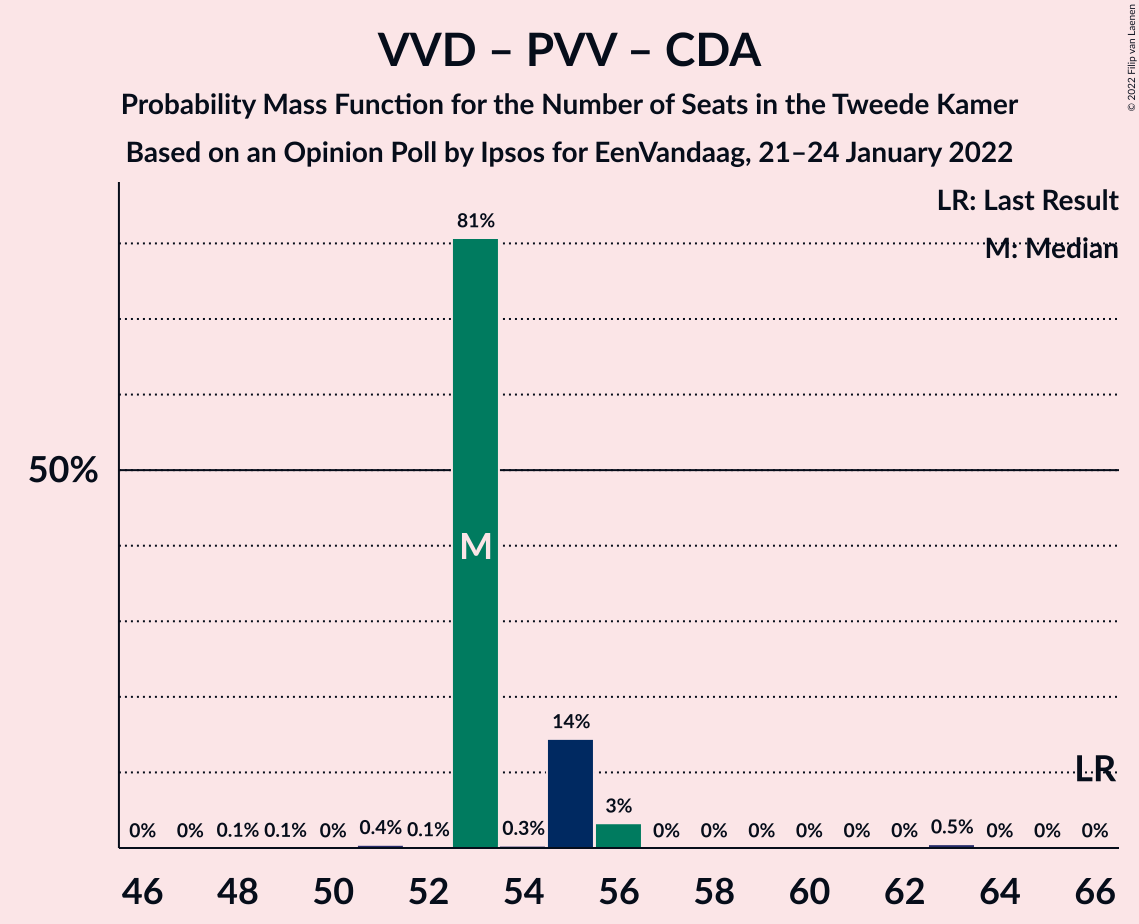 VVD – PVV – CDA
Probability Mass Function for the Number of Seats in the Tweede Kamer
Based on an Opinion Poll by Ipsos for EenVandaag, 21–24 January 2022
© 2022 Filip van Laenen
LR: Last Result
M: Median
81%
50%
M
14%
LR
3%
0% 0% 0.1% 0.1% 0% 0.4% 0.1% 0.3% 0% 0% 0% 0% 0% 0% 0.5% 0% 0% 0%
46 48 50 52 54 56 58 60 62 64 66